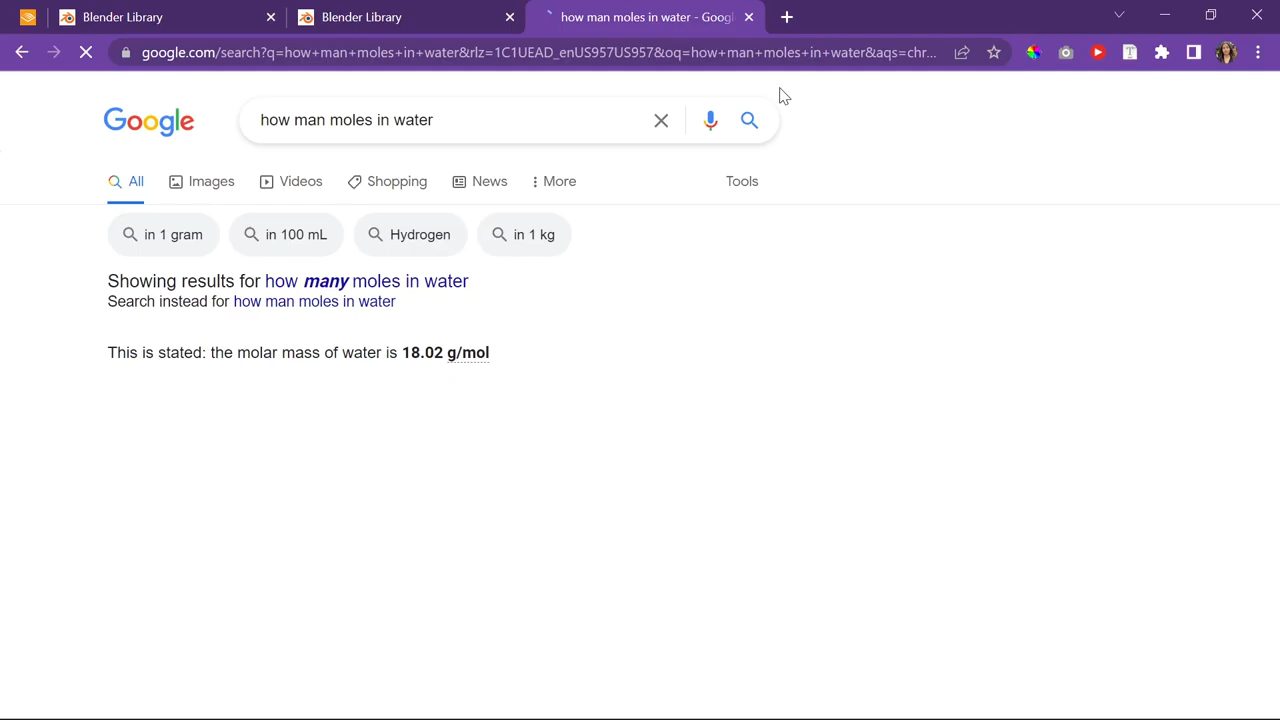 Blender Library
Blender Library
how man moles in water - Goog
google.com/search?q=how+man+moles+in+water&rlz=1C1UEAD_enUS957US957&oq=how+man+moles+in+water&aqs=chr...
Google
how man moles in water
All
Images
Videos
Shopping
News
More
Tools
in 1 gram
in 100 mL
Hydrogen
in 1 kg
Showing results for how many moles in water
Search instead for how man moles in water
This is stated: the molar mass of water is 18.02 g/mol